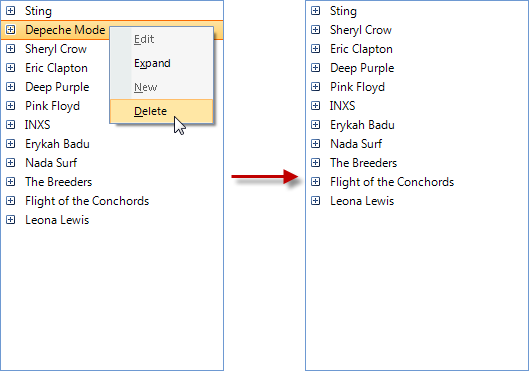 Sting
Depeche Mode
Sheryl Crow
Eric Clapton
Deep Purple
Pink Floyd
INXS
Erykah Badu
Nada Surf
The Breeders
Flight of the Conchords
Leona Lewis
Edit
Expand
New
Delete
Sting
Sheryl Crow
Eric Clapton
Deep Purple
Pink Floyd
INXS
Erykah Badu
Nada Surf
The Breeders
Flight of the Conchords
Leona Lewis